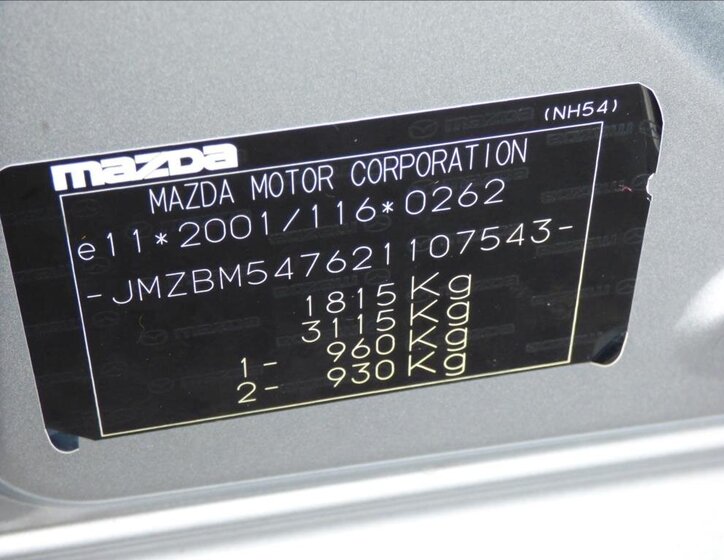 (NH54)
mazda
MAZDA MOTOR CORPORATION
e11*2001/116*0262
-JMZBM547621107543-
1815Kg
3115Kg
1- 960Kg
2- 930Kg